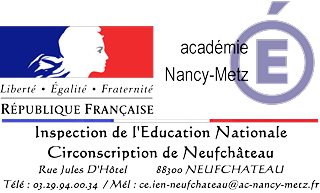 académie
Nancy-Metz
É
Liberté • Égalité • Fraternité
RÉPUBLIQUE FRANÇAISE
Inspection de l'Education Nationale
Circonscription de Neufchâteau
Rue Jules D'Hôtel 88300 NEUFCHATEAU
Télé : 03.29.94.00.34 / Mél : ce.ien-neufchateau@ac-nancy-metz.fr